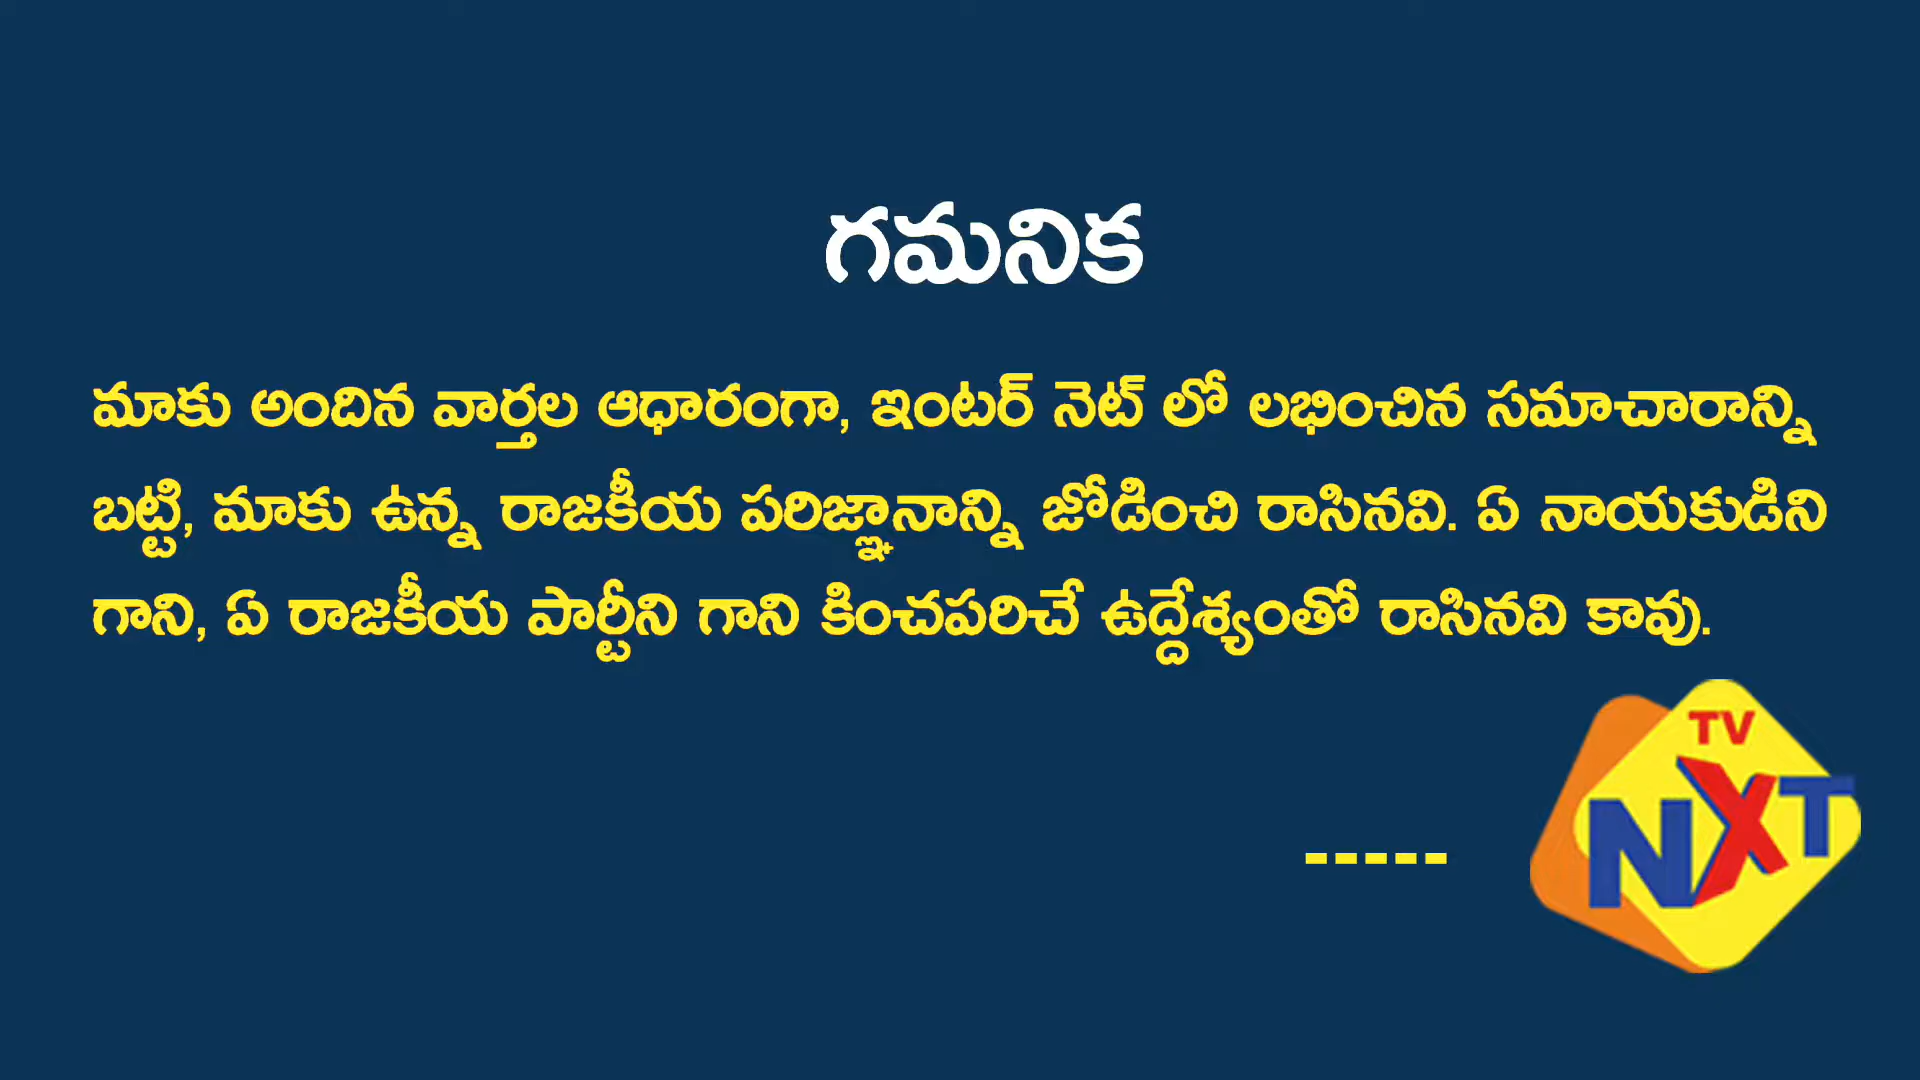 గమనిక
మాకు అందిన వార్తల ఆధారంగా, ఇంటర్ నెట్ లో లభించిన సమాచారాన్ని
బట్టి, మాకు ఉన్న రాజకీయ పరిజ్ఞానాన్ని జోడించి రాసినవి. ఏ నాయకుడిని
గాని, ఏ రాజకీయ పార్టీని గాని కించపరిచే ఉద్దేశ్యంతో రాసినవి కావు.
TV
-----
NXT